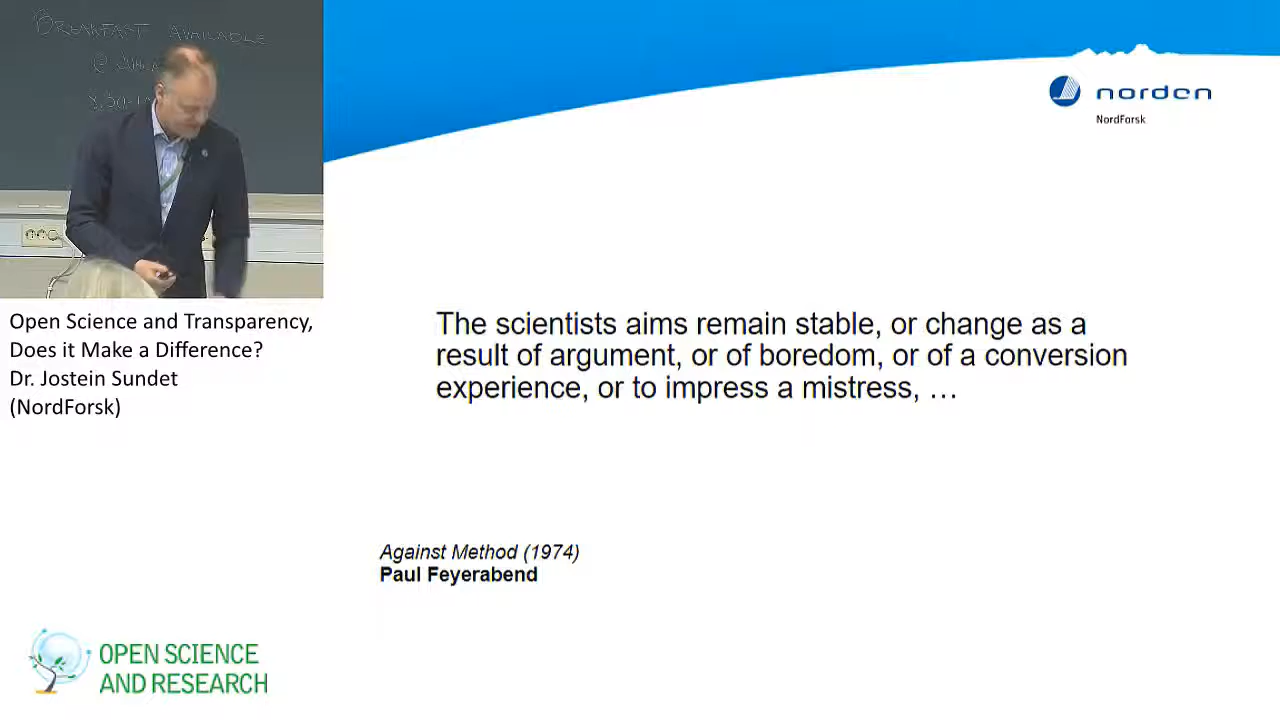 BREAKFAST AVAILABLE
norden
NordForsk
The scientists aims remain stable, or change as a
result of argument, or of boredom, or of a conversion
experience, or to impress a mistress, …
Open Science and Transparency,
Does it Make a Difference?
Dr. Jostein Sundet
(NordForsk)
Against Method (1974)
Paul Feyerabend
OPEN SCIENCE
AND RESEARCH